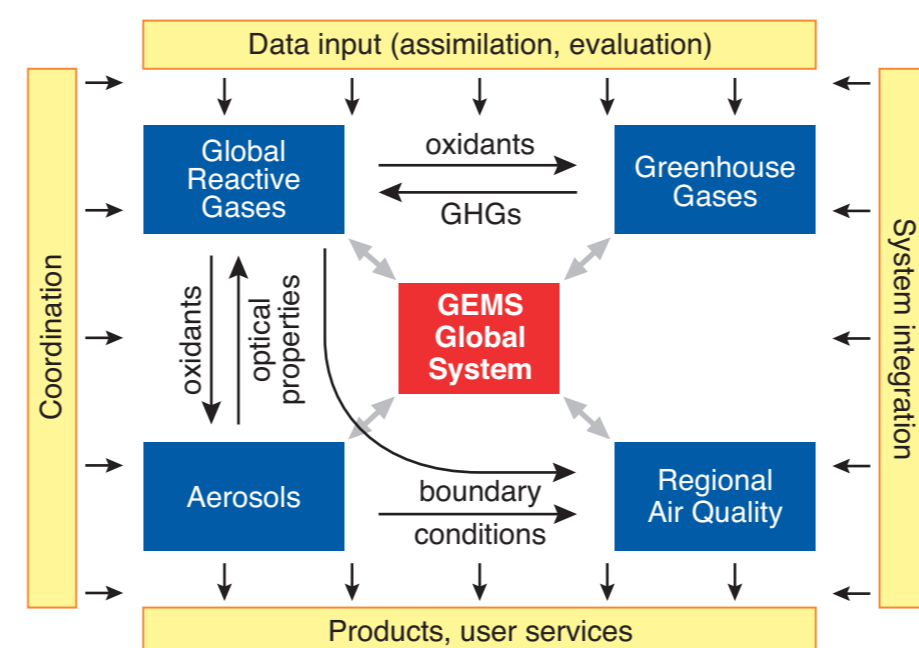 Data input (assimilation, evaluation)
Coordination
System integration
Global
Reactive
Gases
oxidants
GHGs
Greenhouse
Gases
oxidants
optical
properties
GEMS
Global
System
Aerosols
boundary
conditions
Regional
Air Quality
Products, user services